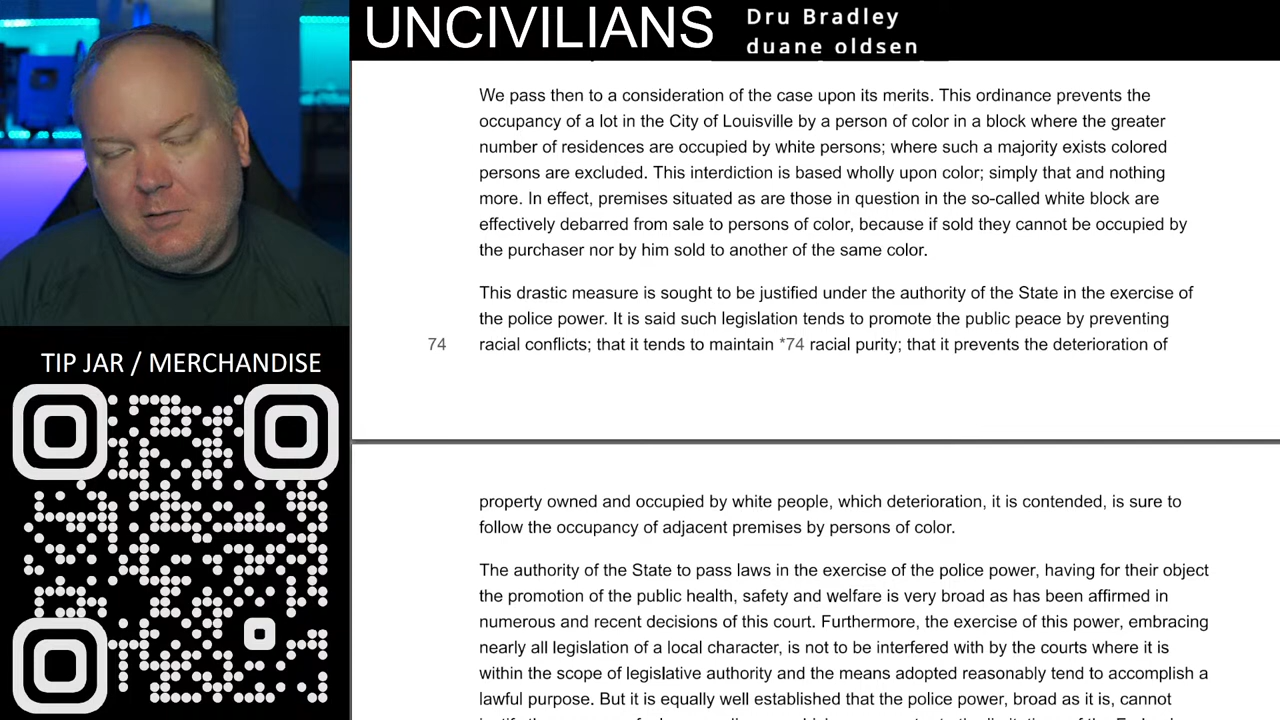 UNCIVILIANS
Dru Bradley
duane oldsen
We pass then to a consideration of the case upon its merits. This ordinance prevents the
occupancy of a lot in the City of Louisville by a person of color in a block where the greater
number of residences are occupied by white persons; where such a majority exists colored
persons are excluded. This interdiction is based wholly upon color; simply that and nothing
more. In effect, premises situated as are those in question in the so-called white block are
effectively debarred from sale to persons of color, because if sold they cannot be occupied by
the purchaser nor by him sold to another of the same color.
This drastic measure is sought to be justified under the authority of the State in the exercise of
the police power. It is said such legislation tends to promote the public peace by preventing
74 racial conflicts; that it tends to maintain *74 racial purity; that it prevents the deterioration of
property owned and occupied by white people, which deterioration, it is contended, is sure to
follow the occupancy of adjacent premises by persons of color.
The authority of the State to pass laws in the exercise of the police power, having for their object
the promotion of the public health, safety and welfare is very broad as has been affirmed in
numerous and recent decisions of this court. Furthermore, the exercise of this power, embracing
nearly all legislation of a local character, is not to be interfered with by the courts where it is
within the scope of legislative authority and the means adopted reasonably tend to accomplish a
lawful purpose. But it is equally well established that the police power, broad as it is, cannot
TIP JAR / MERCHANDISE